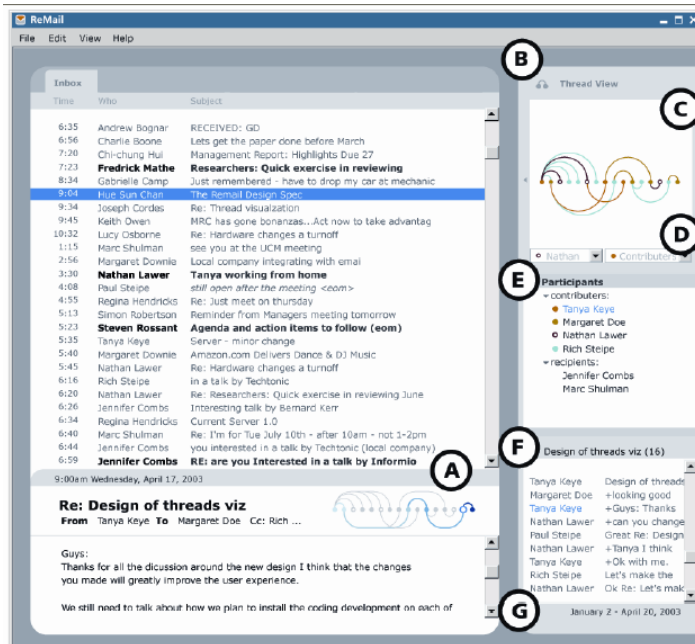 ReMail
File Edit View Help
B
Inbox
Thread View
Time Who Subject
C
6:35 Andrew Bognar RECEIVED: GD
6:56 Charlie Boone Lets get the paper done before March
7:20 Chi-chung Hui Management Report: Highlights Due 27
7:23 Fredrick Mathe Researchers: Quick exercise in reviewing
8:34 Gabrielle Camp Just remembered - have to drop my car at mechanic
9:04 Hue Sun Chan The Remail Design Spec
9:34 Joseph Cordes Re: Thread visualzation
9:45 Keith Owen MRC has gone bonanzas...Act now to take advantag
10:32 Lucy Osborne Re: Hardware changes a turnoff
1:15 Marc Shulman see you at the UCM meeting
2:56 Margaret Downie Local company integrating with emai
3:30 Nathan Lawer Tanya working from home
4:08 Paul Steipe still open after the meeting <eom>
4:55 Regina Hendricks Re: Just meet on thursday
5:13 Simon Robertson Reminder from Managers meeting tomorrow
5:23 Steven Rossant Agenda and action items to follow (eom)
5:35 Tanya Keye Server - minor change
5:40 Margaret Downie Amazon.com Delivers Dance & DJ Music
5:45 Nathan Lawer Re: Hardware changes a turnoff
6:16 Rich Steipe in a talk by Techtonic
6:20 Nathan Lawer Re: Researchers: Quick exercise in reviewing June
6:26 Jennifer Combs Interesting talk by Bernard Kerr
6:34 Regina Hendricks Current Server 1.0
6:40 Marc Shulman Re: I'm for Tue July 10th - after 10am - not 1-2pm
6:44 Jennifer Combs you interested in a talk by Techtonic (local company)
6:59 Jennifer Combs RE: are you Interested in a talk by Informio
D
Nathan Contributers
E
Participants
contributers:
Tanya Keye
Margaret Doe
Nathan Lawer
Rich Steipe
recipients:
Jennifer Combs
Marc Shulman
A
9:00am Wednesday, April 17, 2003
Re: Design of threads viz
From Tanya Keye To Margaret Doe Cc: Rich ...
Guys:
Thanks for all the dicussion around the new design I think that the changes
you made will greatly improve the user experience.
We still need to talk about how we plan to install the coding development on each of
F
Design of threads viz (16)
Tanya Keye Design of threads
Margaret Doe +looking good
Tanya Keye +Guys: Thanks
Nathan Lawer +can you change
Paul Steipe Great Re: Design
Nathan Lawer +Tanya I think
Tanya Keye +Ok with me.
Rich Steipe Let's make the
Nathan Lawer Ok Re: Let's mak
G
January 2 - April 20, 2003